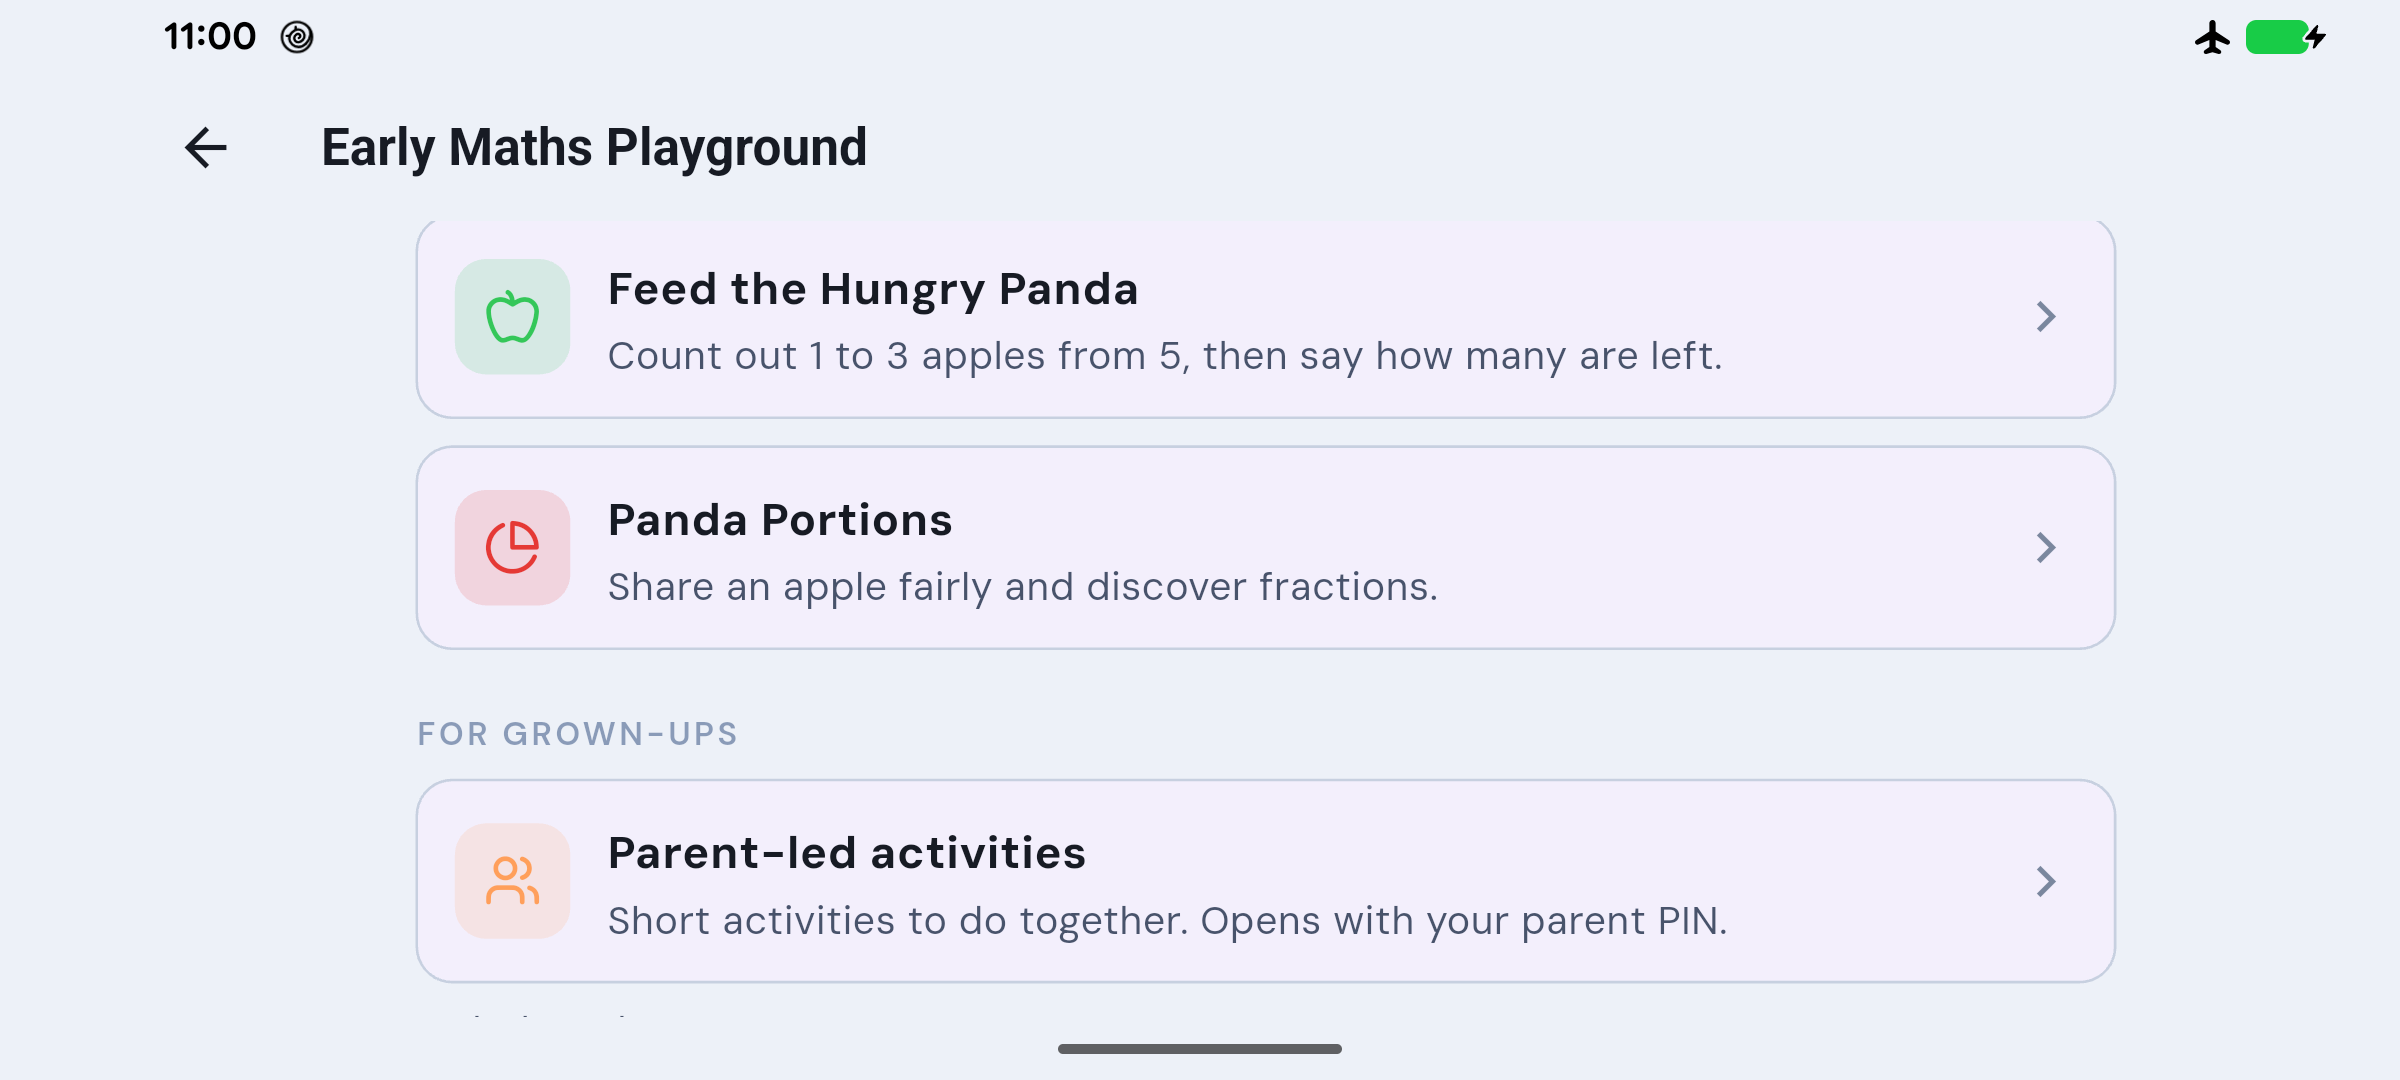 11:00
Early Maths Playground
Feed the Hungry Panda
Count out 1 to 3 apples from 5, then say how many are left.
Panda Portions
Share an apple fairly and discover fractions.
FOR GROWN-UPS
Parent-led activities
Short activities to do together. Opens with your parent PIN.